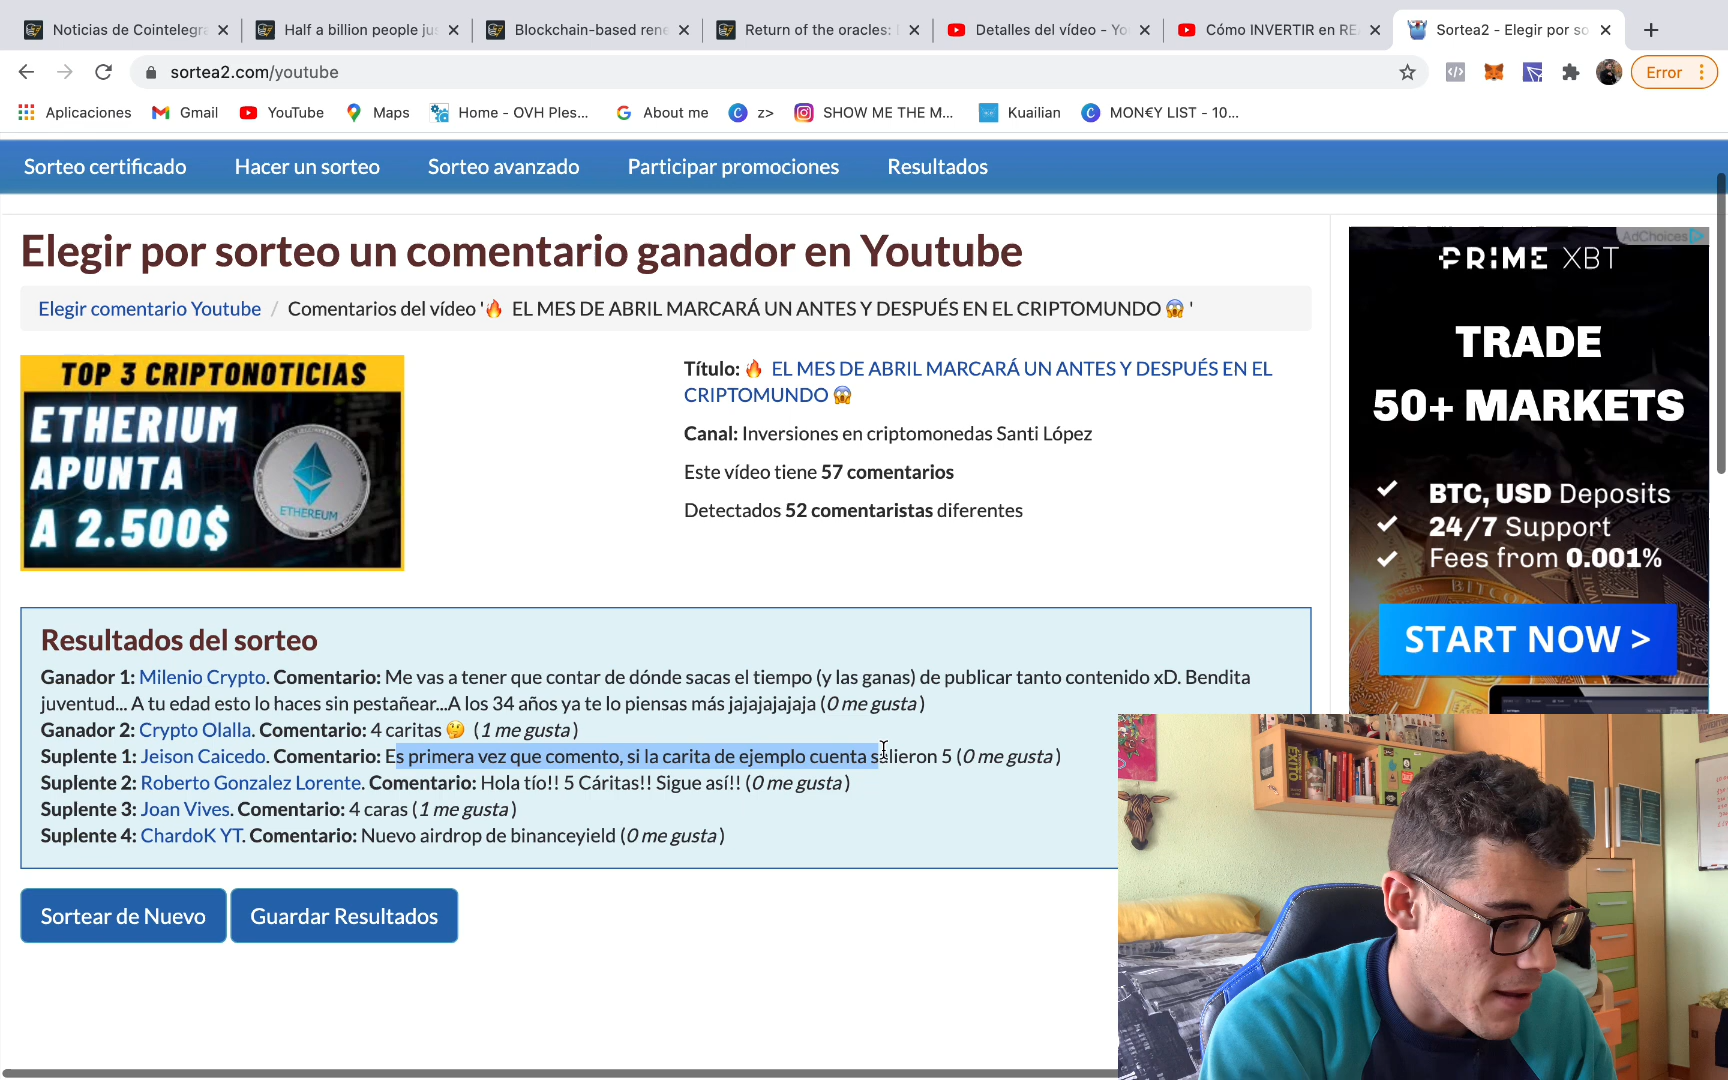 Noticias de Cointelegra
Half a billion people jus
Blockchain-based rene
Return of the oracles:
Detalles del vídeo - Yo
Cómo INVERTIR en RE
Sortea2 - Elegir por so
sortea2.com/youtube
Error
Aplicaciones
Gmail
YouTube
Maps
Home - OVH Ples...
About me
z>
SHOW ME THE M...
Kuailian
MON€Y LIST - 10...
Sorteo certificado
Hacer un sorteo
Sorteo avanzado
Participar promociones
Resultados
Elegir por sorteo un comentario ganador en Youtube
Elegir comentario Youtube / Comentarios del vídeo '🔥 EL MES DE ABRIL MARCARÁ UN ANTES Y DESPUÉS EN EL CRIPTOMUNDO 😱 '
TOP 3 CRIPTONOTICIAS
ETHERIUM
APUNTA
A 2.500$
ETHEREUM
Título: 🔥 EL MES DE ABRIL MARCARÁ UN ANTES Y DESPUÉS EN EL
CRIPTOMUNDO 😱
Canal: Inversiones en criptomonedas Santi López
Este vídeo tiene 57 comentarios
Detectados 52 comentaristas diferentes
AdChoices
PRIME XBT
TRADE
50+ MARKETS
BTC, USD Deposits
24/7 Support
Fees from 0.001%
START NOW >
Resultados del sorteo
Ganador 1: Milenio Crypto. Comentario: Me vas a tener que contar de dónde sacas el tiempo (y las ganas) de publicar tanto contenido xD. Bendita
juventud... A tu edad esto lo haces sin pestañear...A los 34 años ya te lo piensas más jajajajaja (0 me gusta)
Ganador 2: Crypto Olalla. Comentario: 4 caritas 🤔 (1 me gusta)
Suplente 1: Jeison Caicedo. Comentario: Es primera vez que comento, si la carita de ejemplo cuenta salieron 5 (0 me gusta)
Suplente 2: Roberto Gonzalez Lorente. Comentario: Hola tío!! 5 Cáritas!! Sigue así!! (0 me gusta)
Suplente 3: Joan Vives. Comentario: 4 caras (1 me gusta)
Suplente 4: ChardoK YT. Comentario: Nuevo airdrop de binanceyield (0 me gusta)
Sortear de Nuevo
Guardar Resultados
ÉXITO